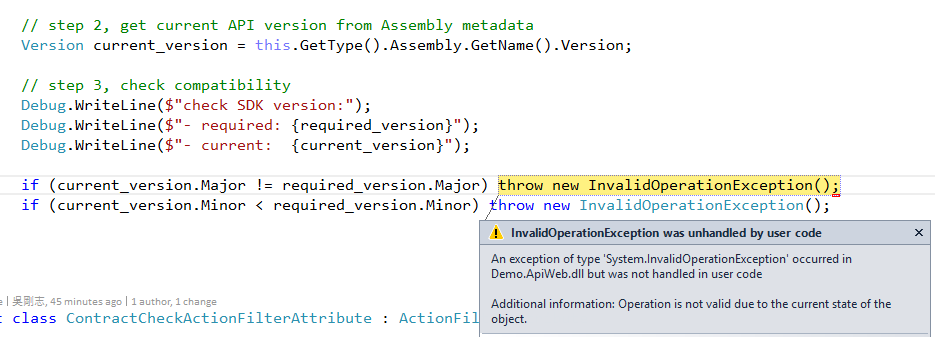 // step 2, get current API version from Assembly metadata
Version current_version = this.GetType().Assembly.GetName().Version;
// step 3, check compatibility
Debug.WriteLine($"check SDK version:");
Debug.WriteLine($"- required: {required_version}");
Debug.WriteLine($"- current:  {current_version}");
if (current_version.Major != required_version.Major) throw new InvalidOperationException();
if (current_version.Minor < required_version.Minor) throw new InvalidOperationException();
InvalidOperationException was unhandled by user code
An exception of type 'System.InvalidOperationException' occurred in
Demo.ApiWeb.dll but was not handled in user code
Additional information: Operation is not valid due to the current state of the
object.
e | 吳剛志, 45 minutes ago | 1 author, 1 change
t class ContractCheckActionFilterAttribute : ActionFil